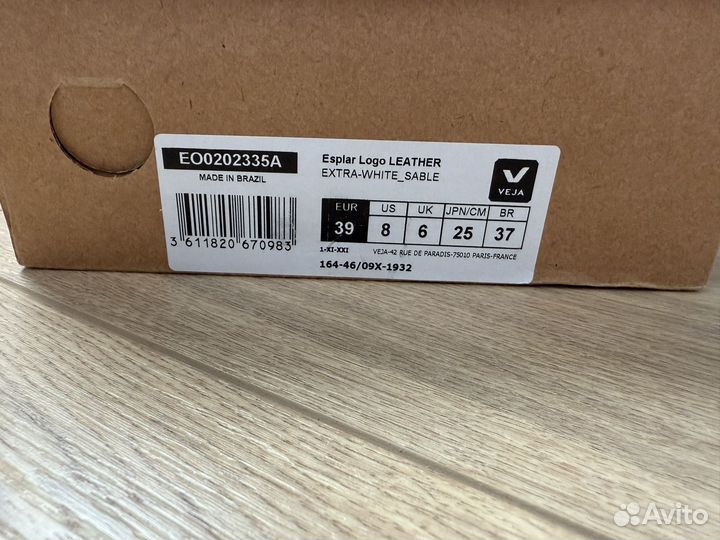 EO0202335A
MADE IN BRAZIL
3 611820 670983
Esplar Logo LEATHER
EXTRA-WHITE_SABLE
V
VEJA
EUR US UK JPN/CM BR
39 8 6 25 37
1-XI-XXI VEJA-42 RUE DE PARADIS-75010 PARIS-FRANCE
164-46/09X-1932
Avito